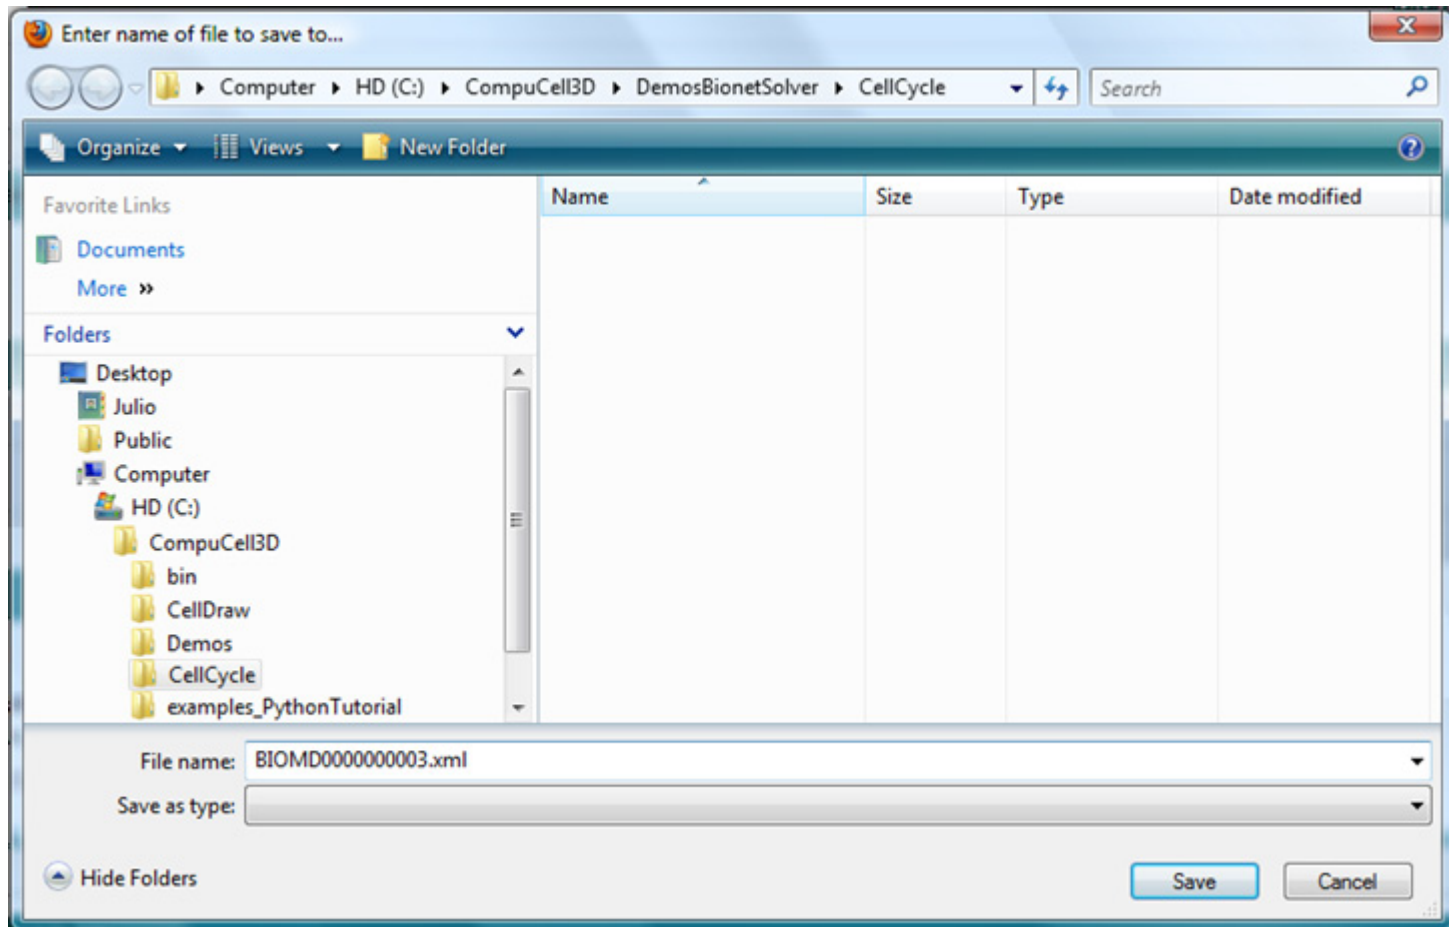 Enter name of file to save to...
Computer HD (C:) CompuCell3D DemosBionetSolver CellCycle Search
Organize Views New Folder
Favorite Links
Name Size Type Date modified
Documents
More »
Folders
Desktop
Julio
Public
Computer
HD (C:)
CompuCell3D
bin
CellDraw
Demos
CellCycle
examples_PythonTutorial
File name: BIOMD0000000003.xml
Save as type:
Hide Folders
Save Cancel